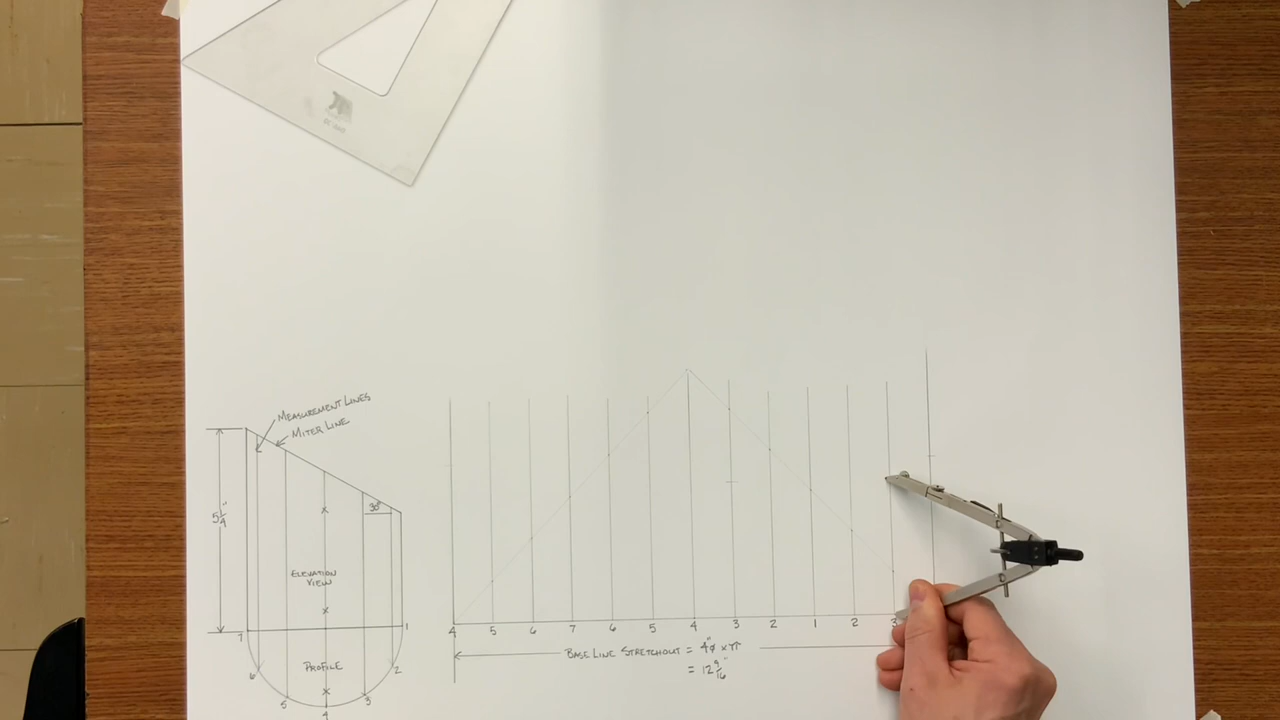 MEASUREMENT LINES
MITER LINE
5 1/4"
30°
ELEVATION
VIEW
7 1
PROFILE
6 2
5 3
4
4 5 6 7 6 5 4 3 2 1 2 3
BASE LINE STRETCHOUT = 4"ø x π
= 12 9/16"